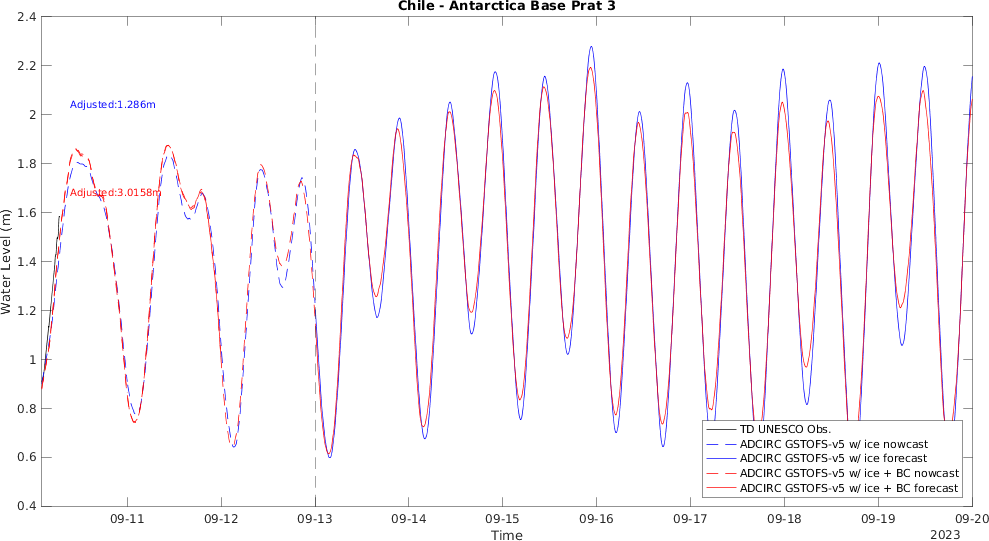 Chile - Antarctica Base Prat 3
2.4
2.2
2
1.8
1.6
1.4
1.2
1
0.8
0.6
0.4
Water Level (m)
Adjusted:1.286m
Adjusted:3.0158m
TD UNESCO Obs.
ADCIRC GSTOFS-v5 w/ ice nowcast
ADCIRC GSTOFS-v5 w/ ice forecast
ADCIRC GSTOFS-v5 w/ ice + BC nowcast
ADCIRC GSTOFS-v5 w/ ice + BC forecast
09-11 09-12 09-13 09-14 09-15 09-16 09-17 09-18 09-19 09-20
Time
2023